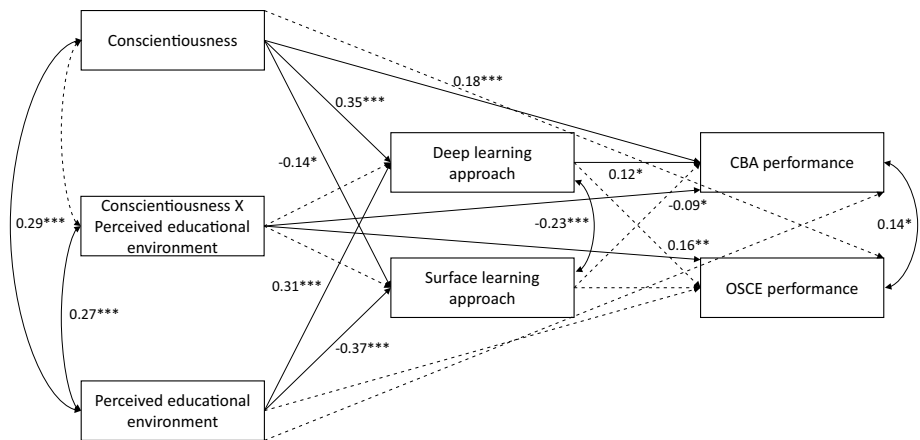 Conscientiousness
0.18***
0.35***
-0.14*
Deep learning
approach
CBA performance
0.12*
Conscientiousness X
Perceived educational
environment
-0.09*
0.29***
-0.23***
0.14*
0.16**
0.31***
Surface learning
approach
OSCE performance
0.27***
-0.37***
Perceived educational
environment